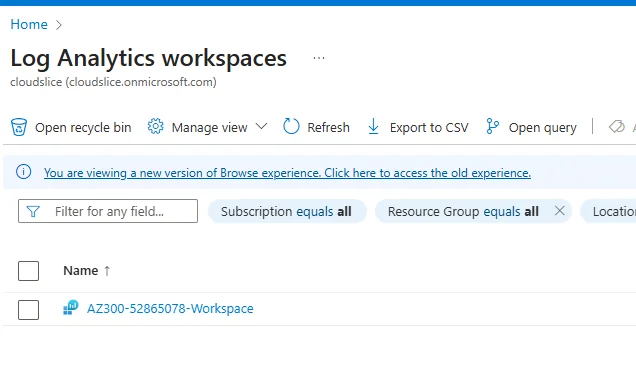 Home
Log Analytics workspaces ...
cloudslice (cloudslice.onmicrosoft.com)
Open recycle bin Manage view Refresh Export to CSV Open query
You are viewing a new version of Browse experience. Click here to access the old experience.
Filter for any field... Subscription equals all Resource Group equals all Locatio
Name ↑
AZ300-52865078-Workspace